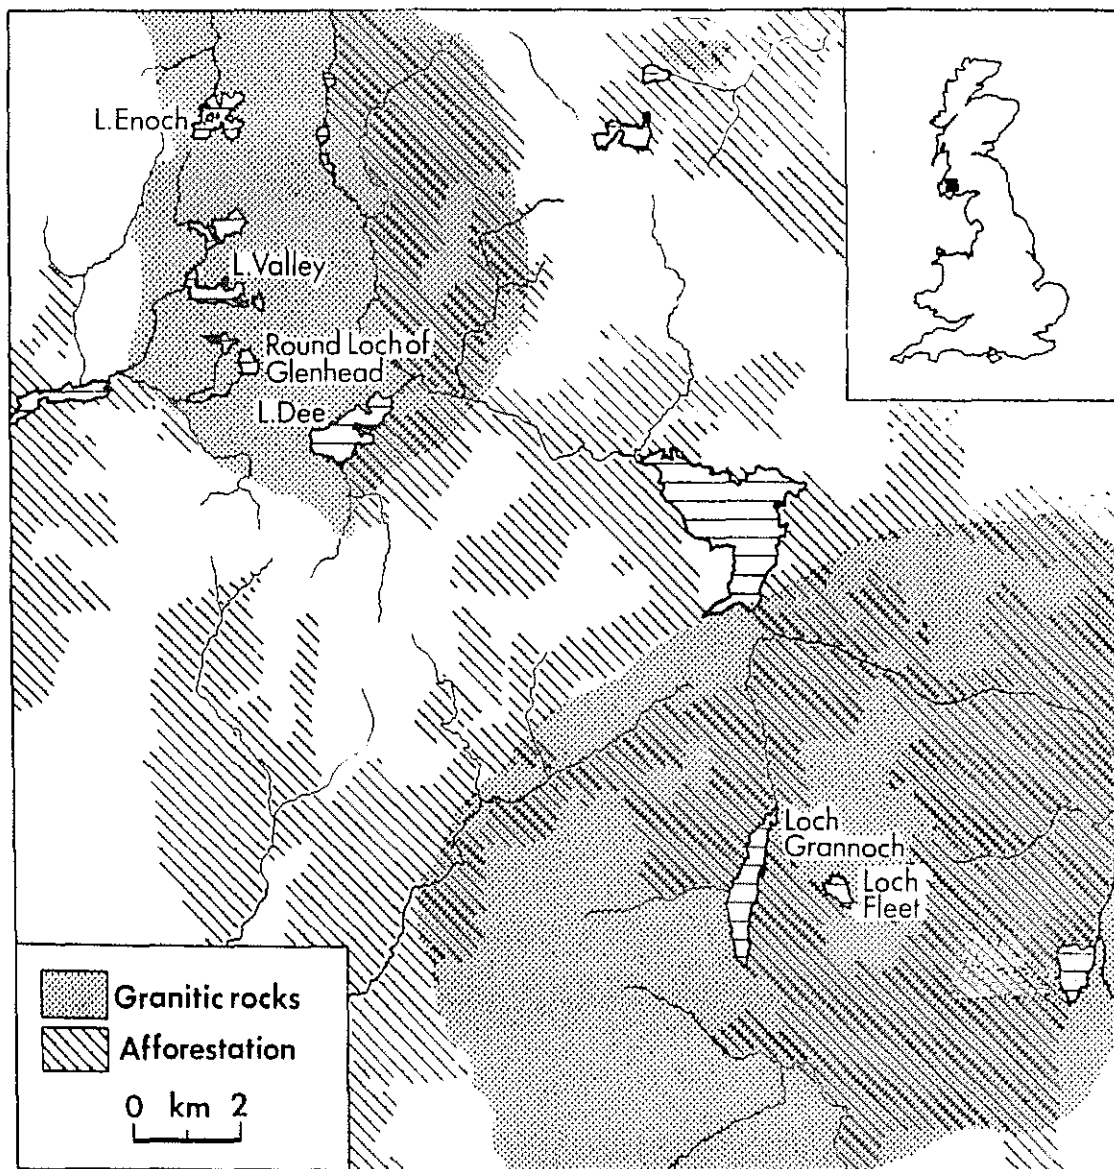 L.Enoch
L.Valley
Round Loch of
Glenhead
L.Dee
Loch
Grannoch
Loch
Fleet
Granitic rocks
Afforestation
0 km 2